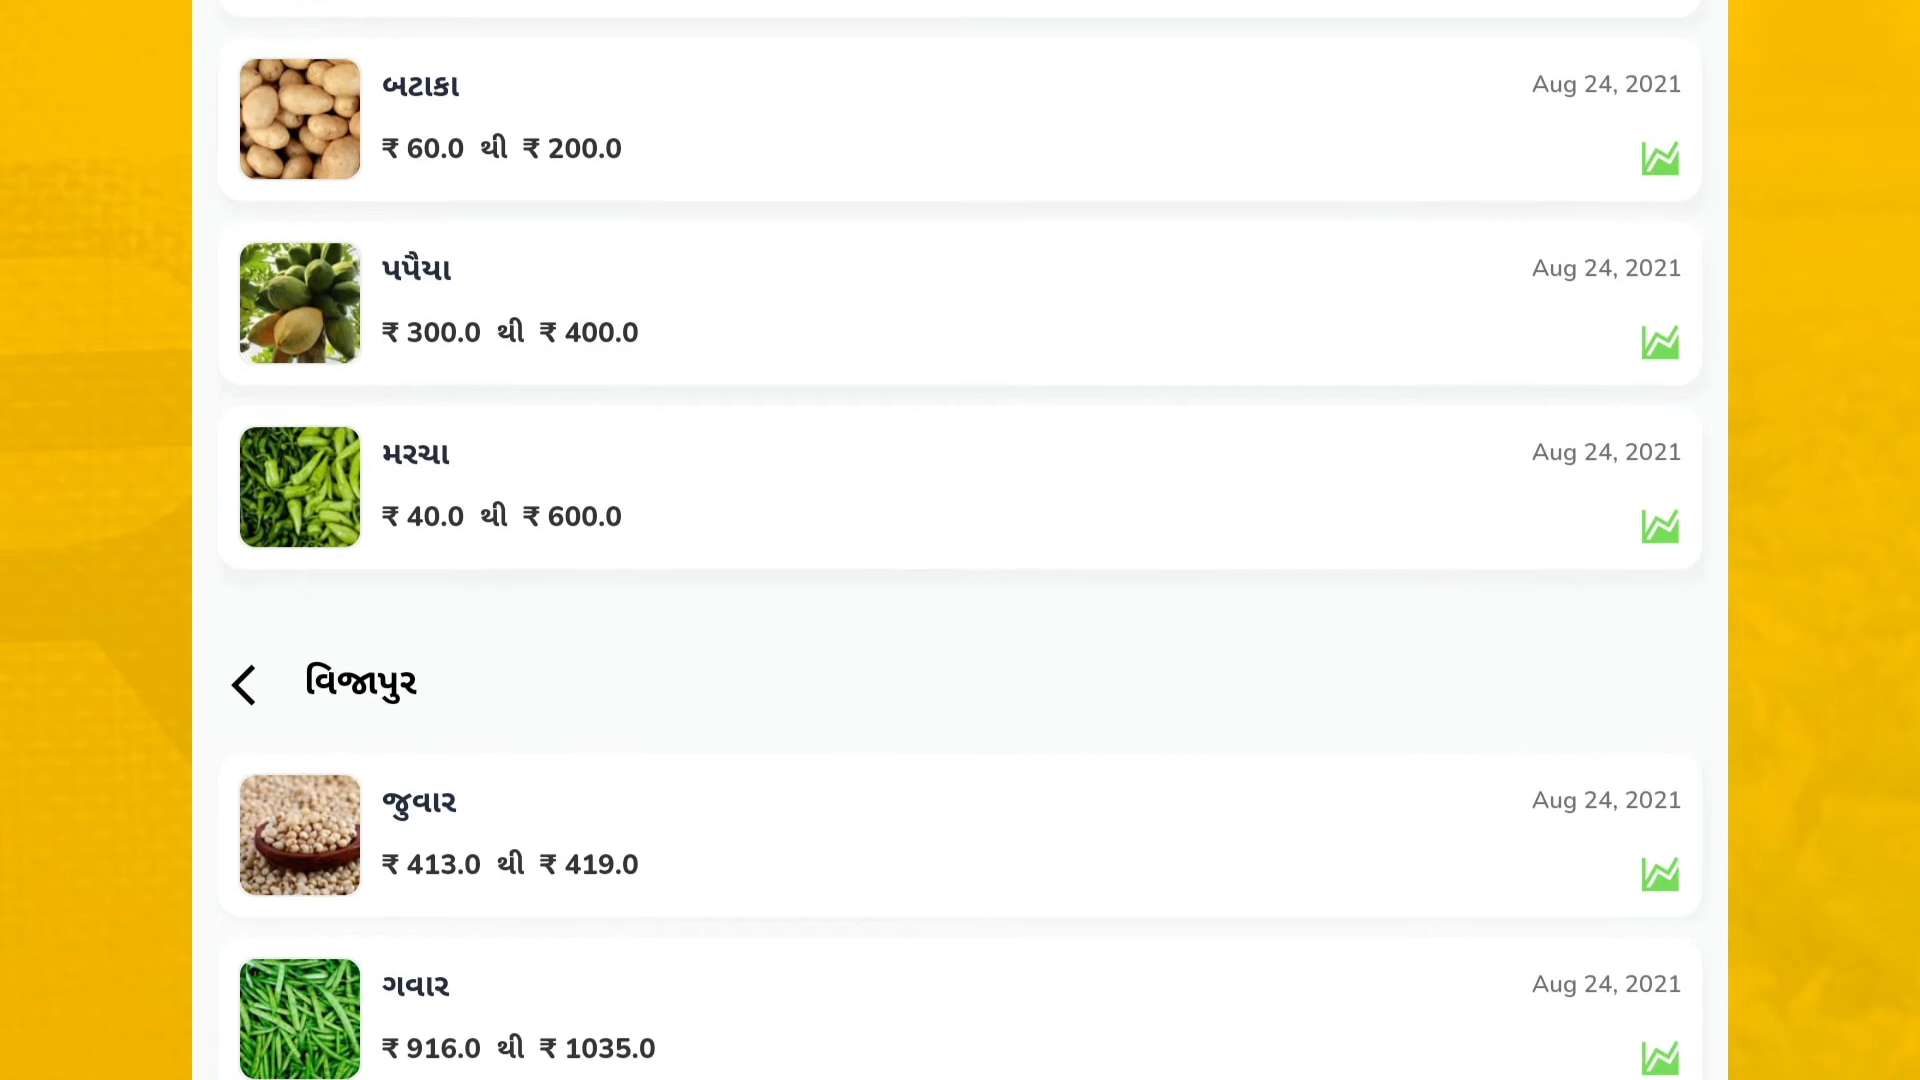 બટાકા
Aug 24, 2021
₹ 60.0 થી ₹ 200.0
પપૈયા
Aug 24, 2021
₹ 300.0 થી ₹ 400.0
મરચા
Aug 24, 2021
₹ 40.0 થી ₹ 600.0
વિજાપુર
જુવાર
Aug 24, 2021
₹ 413.0 થી ₹ 419.0
ગવાર
Aug 24, 2021
₹ 916.0 થી ₹ 1035.0